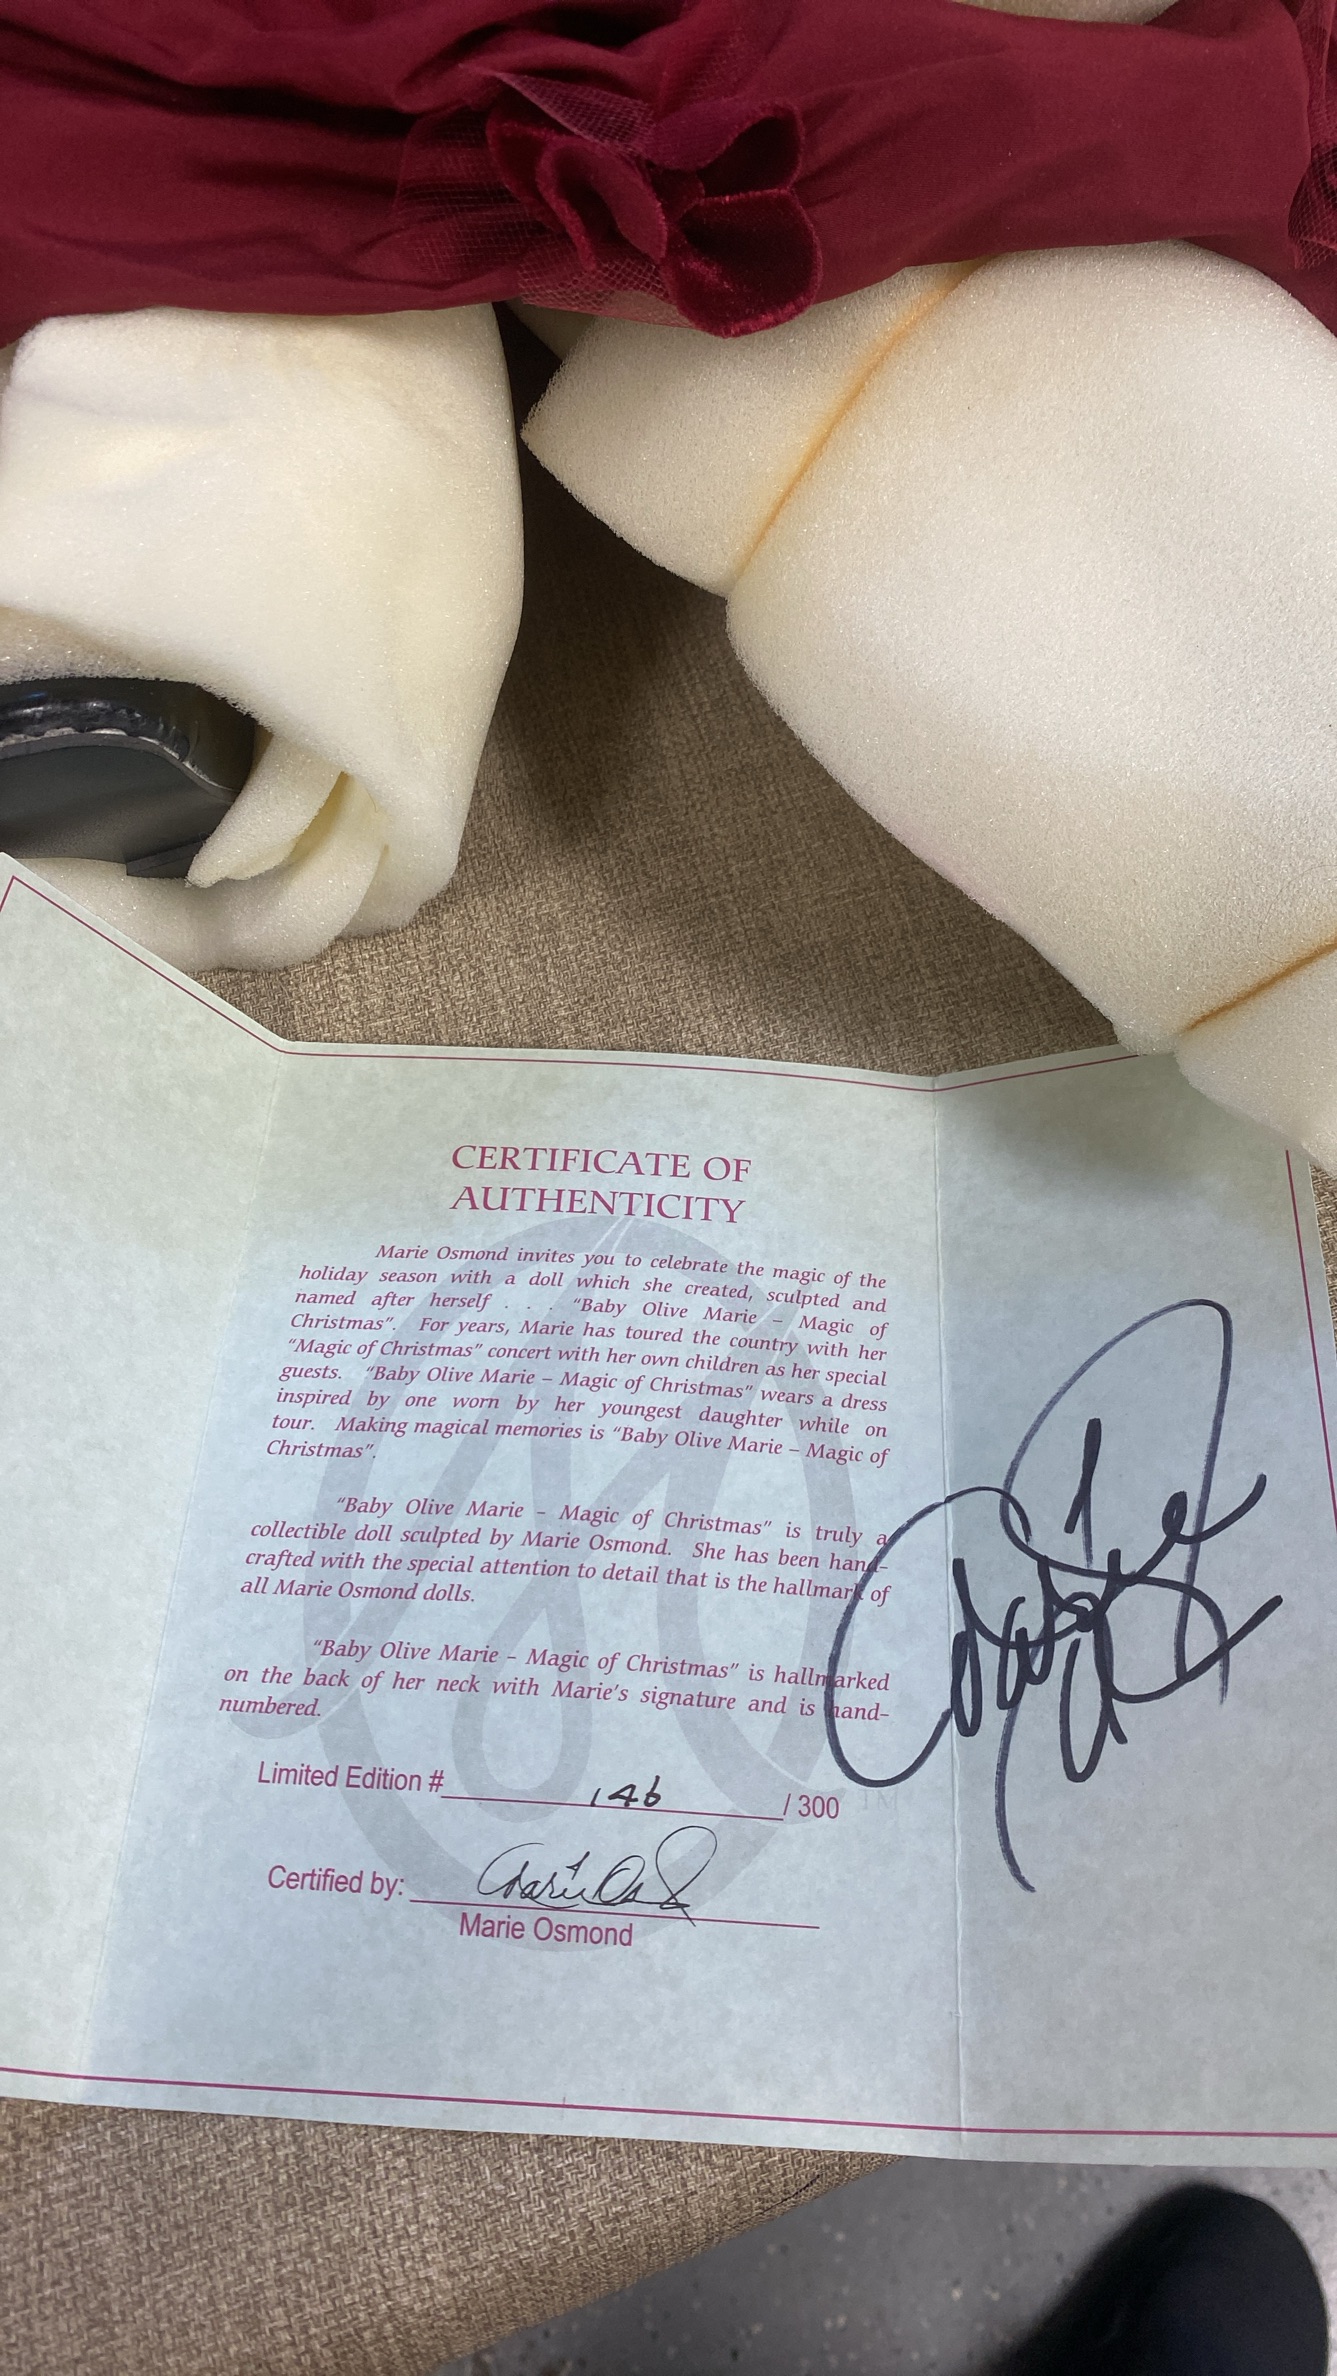 CERTIFICATE OF
AUTHENTICITY
Marie Osmond invites you to celebrate the magic of the
holiday season with a doll which she created, sculpted and
named after herself . . . “Baby Olive Marie – Magic of
Christmas”. For years, Marie has toured the country with her
“Magic of Christmas” concert with her own children as her special
guests. “Baby Olive Marie – Magic of Christmas” wears a dress
inspired by one worn by her youngest daughter while on
tour. Making magical memories is “Baby Olive Marie – Magic of
Christmas”.
“Baby Olive Marie – Magic of Christmas” is truly a
collectible doll sculpted by Marie Osmond. She has been hand-
crafted with the special attention to detail that is the hallmark of
all Marie Osmond dolls.
“Baby Olive Marie – Magic of Christmas” is hallmarked
on the back of her neck with Marie’s signature and is hand-
numbered.
Limited Edition # 146 / 300
TM
Certified by: Marie Osmond
Marie Osmond